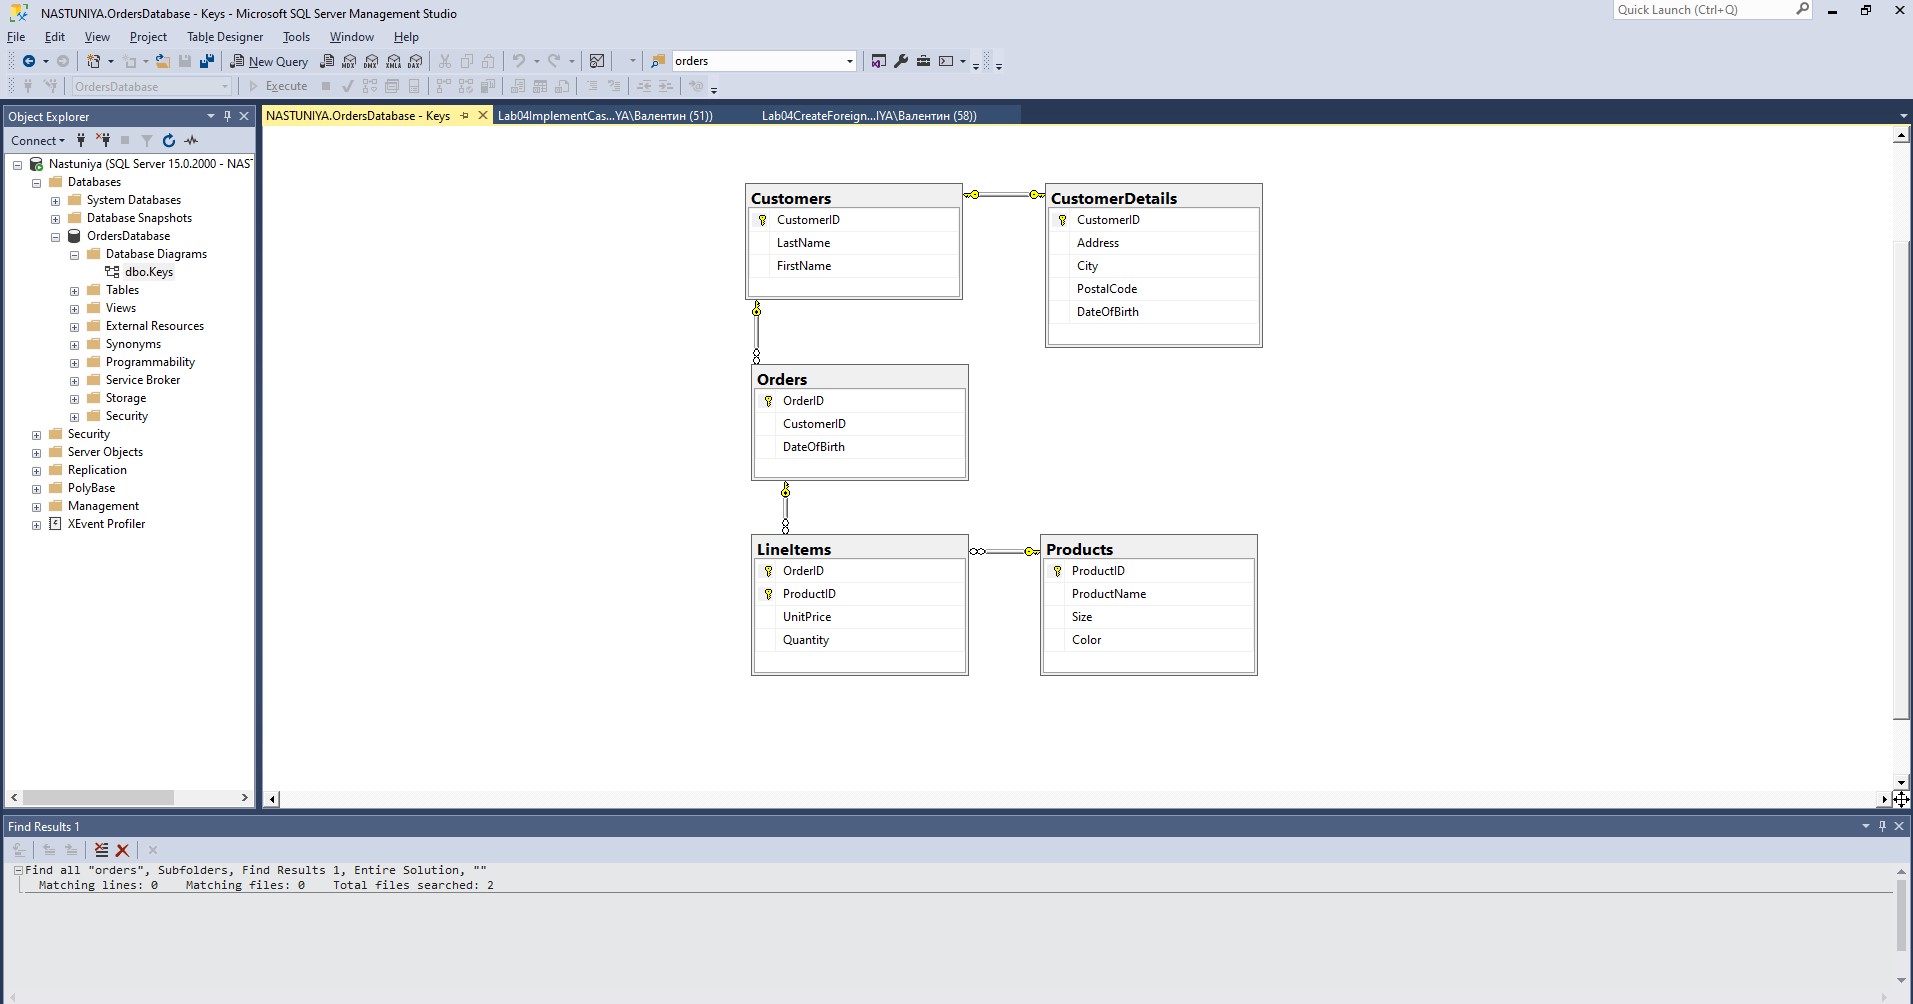 NASTUNIYA.OrdersDatabase - Keys - Microsoft SQL Server Management Studio
Quick Launch (Ctrl+Q)
File Edit View Project Table Designer Tools Window Help
New Query
MDX DMX XMLA DAX
orders
OrdersDatabase
Execute
Object Explorer
NASTUNIYA.OrdersDatabase - Keys
Lab04ImplementCas...YA\Валентин (51))
Lab04CreateForeign...IYA\Валентин (58))
Connect
Nastuniya (SQL Server 15.0.2000 - NAST
Databases
System Databases
Database Snapshots
OrdersDatabase
Database Diagrams
dbo.Keys
Tables
Views
External Resources
Synonyms
Programmability
Service Broker
Storage
Security
Security
Server Objects
Replication
PolyBase
Management
XEvent Profiler
Customers
CustomerID
LastName
FirstName
CustomerDetails
CustomerID
Address
City
PostalCode
DateOfBirth
Orders
OrderID
CustomerID
DateOfBirth
LineItems
OrderID
ProductID
UnitPrice
Quantity
Products
ProductID
ProductName
Size
Color
Find Results 1
Find all "orders", Subfolders, Find Results 1, Entire Solution, ""
Matching lines: 0 Matching files: 0 Total files searched: 2